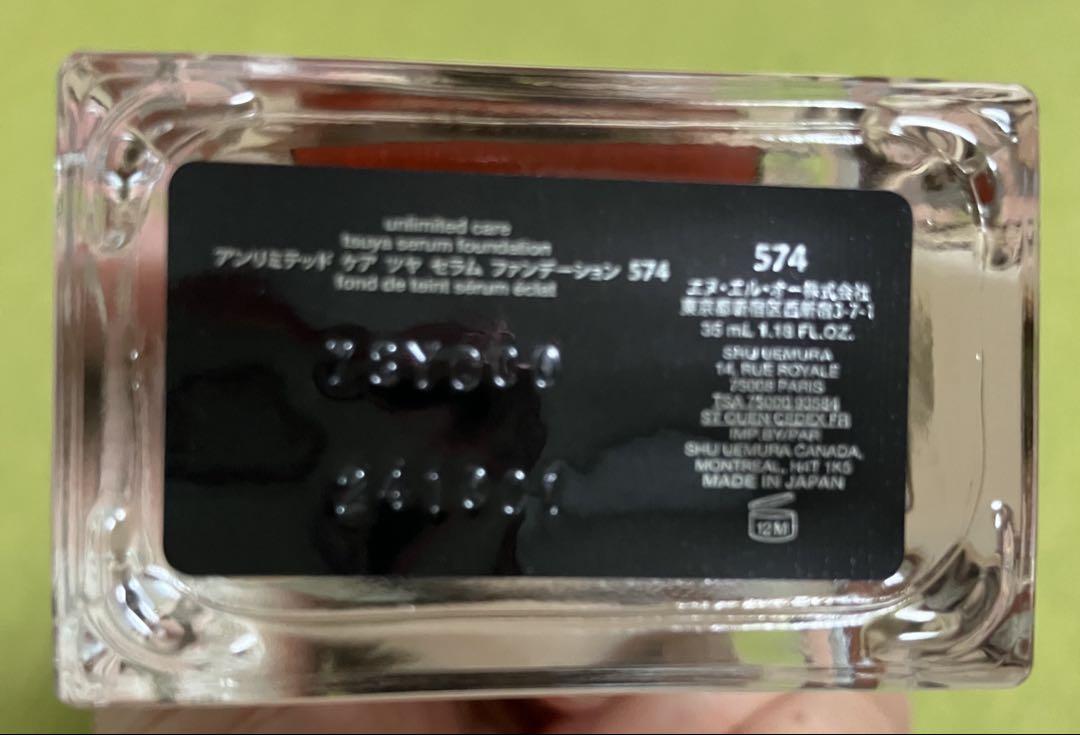 unlimited care
tsuya serum foundation
アンリミテッド ケア ツヤ セラム ファンデーション 574
fond de teint sérum éclat
574
エヌ・エル・オー株式会社
東京都新宿区西新宿3-7-1
35 mL 1.18 FL.OZ.
SHU UEMURA
14, RUE ROYALE
75008 PARIS
TSA 75000 93584
ST OUEN CEDEX FR
IMP.BY/PAR
SHU UEMURA CANADA,
MONTREAL, H4T 1K5
MADE IN JAPAN
12M